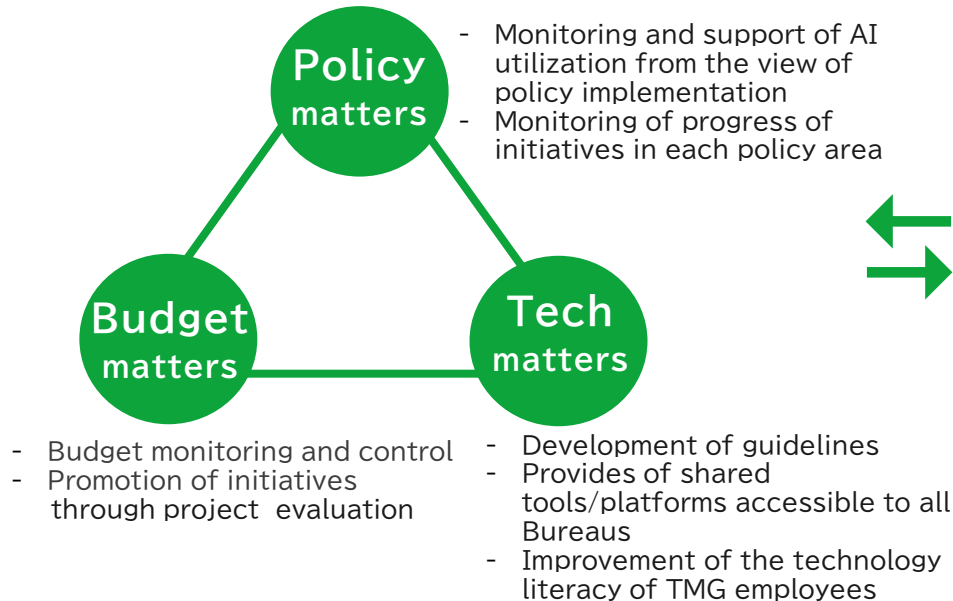 Policy
matters
- Monitoring and support of AI
utilization from the view of
policy implementation
- Monitoring of progress of
initiatives in each policy area
Budget
matters
Tech
matters
- Budget monitoring and control
- Promotion of initiatives
through project evaluation
- Development of guidelines
- Provides of shared
tools/platforms accessible to all
Bureaus
- Improvement of the technology
literacy of TMG employees